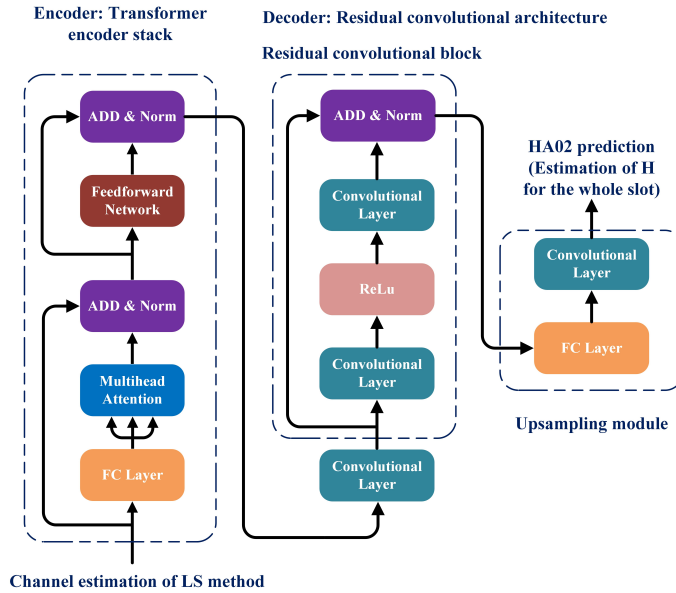 Encoder: Transformer
encoder stack
ADD & Norm
Feedforward
Network
ADD & Norm
Multihead
Attention
FC Layer
Channel estimation of LS method
Decoder: Residual convolutional architecture
Residual convolutional block
ADD & Norm
Convolutional
Layer
ReLu
Convolutional
Layer
Convolutional
Layer
HA02 prediction
(Estimation of H
for the whole slot)
Convolutional
Layer
FC Layer
Upsampling module